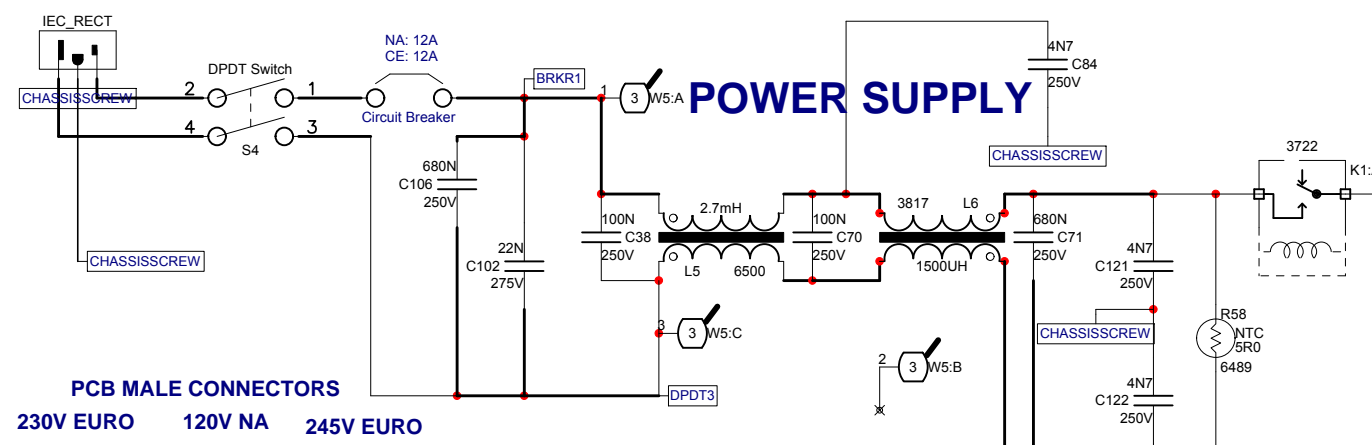 IEC_RECT
CHASSISSCREW
DPDT Switch
2
1
4
3
S4
NA: 12A
CE: 12A
Circuit Breaker
BRKR1
1
3
W5:A
POWER SUPPLY
4N7
C84
250V
CHASSISSCREW
3722
K1:
680N
C106
250V
22N
C102
275V
100N
C38
250V
2.7mH
L5
6500
100N
C70
250V
3817
L6
1500UH
680N
C71
250V
4N7
C121
250V
CHASSISSCREW
R58
NTC
5R0
6489
4N7
C122
250V
CHASSISSCREW
3
3
W5:C
2
3
W5:B
DPDT3
PCB MALE CONNECTORS
230V EURO
120V NA
245V EURO